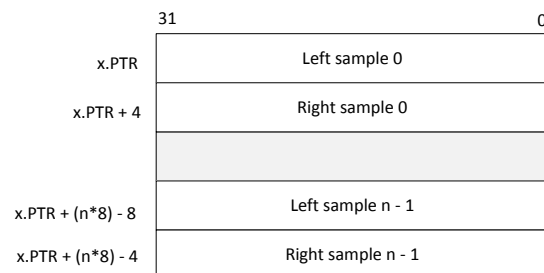 31 0
x.PTR Left sample 0
x.PTR + 4 Right sample 0
x.PTR + (n*8) - 8 Left sample n - 1
x.PTR + (n*8) - 4 Right sample n - 1